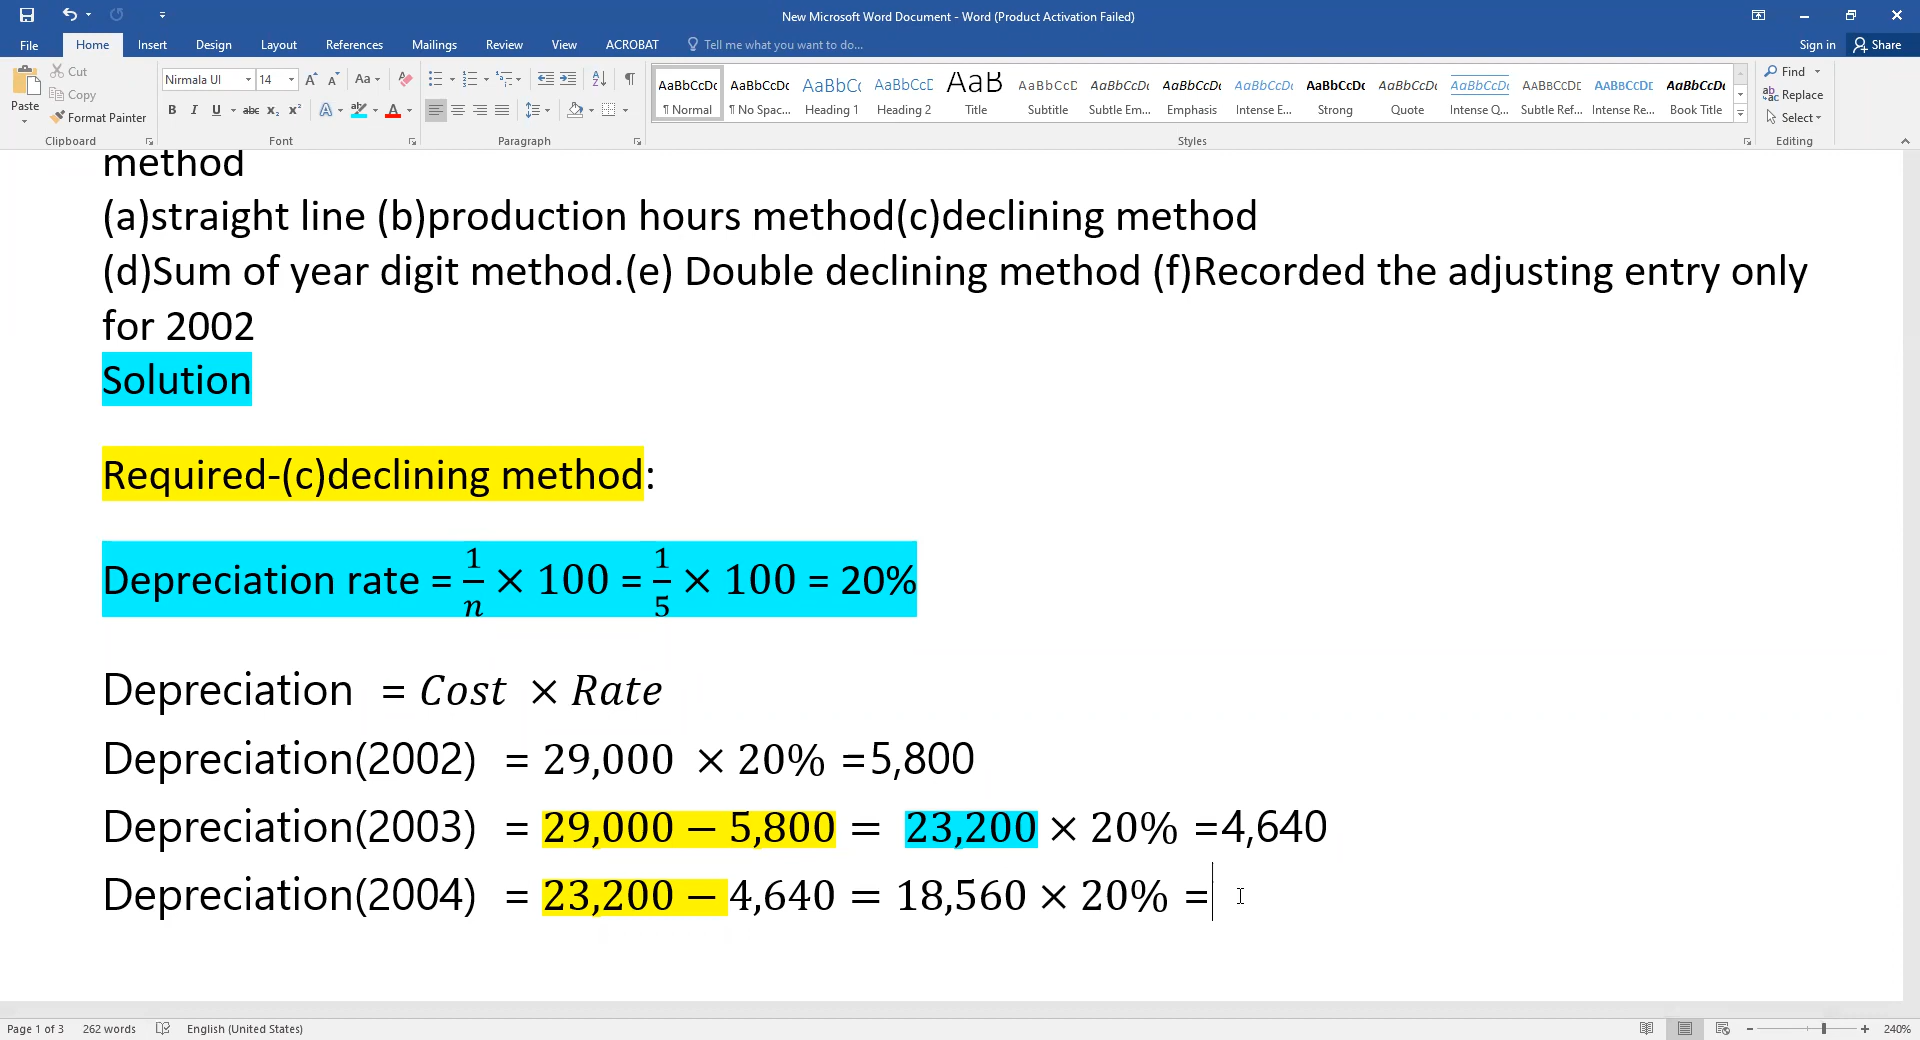 New Microsoft Word Document - Word (Product Activation Failed)
File Home Insert Design Layout References Mailings Review View ACROBAT Tell me what you want to do... Sign in Share
Paste Cut Copy Format Painter Clipboard
Nirmala UI 14 Font
Paragraph
AaBbCcDc AaBbCcDc AaBbCc AaBbCcD AaB AaBbCcD AaBbCcDc AaBbCcDc AaBbCcDc AaBbCcDc AaBbCcDc AaBbCcDc AABBCCDE AABBCCDE AaBbCcDc
¶ Normal ¶ No Spac... Heading 1 Heading 2 Title Subtitle Subtle Em... Emphasis Intense E... Strong Quote Intense Q... Subtle Ref... Intense Re... Book Title
Styles
Find Replace Select Editing
method
(a)straight line (b)production hours method(c)declining method
(d)Sum of year digit method.(e) Double declining method (f)Recorded the adjusting entry only
for 2002
Solution
Required-(c)declining method:
Depreciation rate = 1/n × 100 = 1/5 × 100 = 20%
Depreciation = Cost × Rate
Depreciation(2002) = 29,000 × 20% =5,800
Depreciation(2003) = 29,000 − 5,800 = 23,200 × 20% =4,640
Depreciation(2004) = 23,200 − 4,640 = 18,560 × 20% =
Page 1 of 3 262 words English (United States) 240%